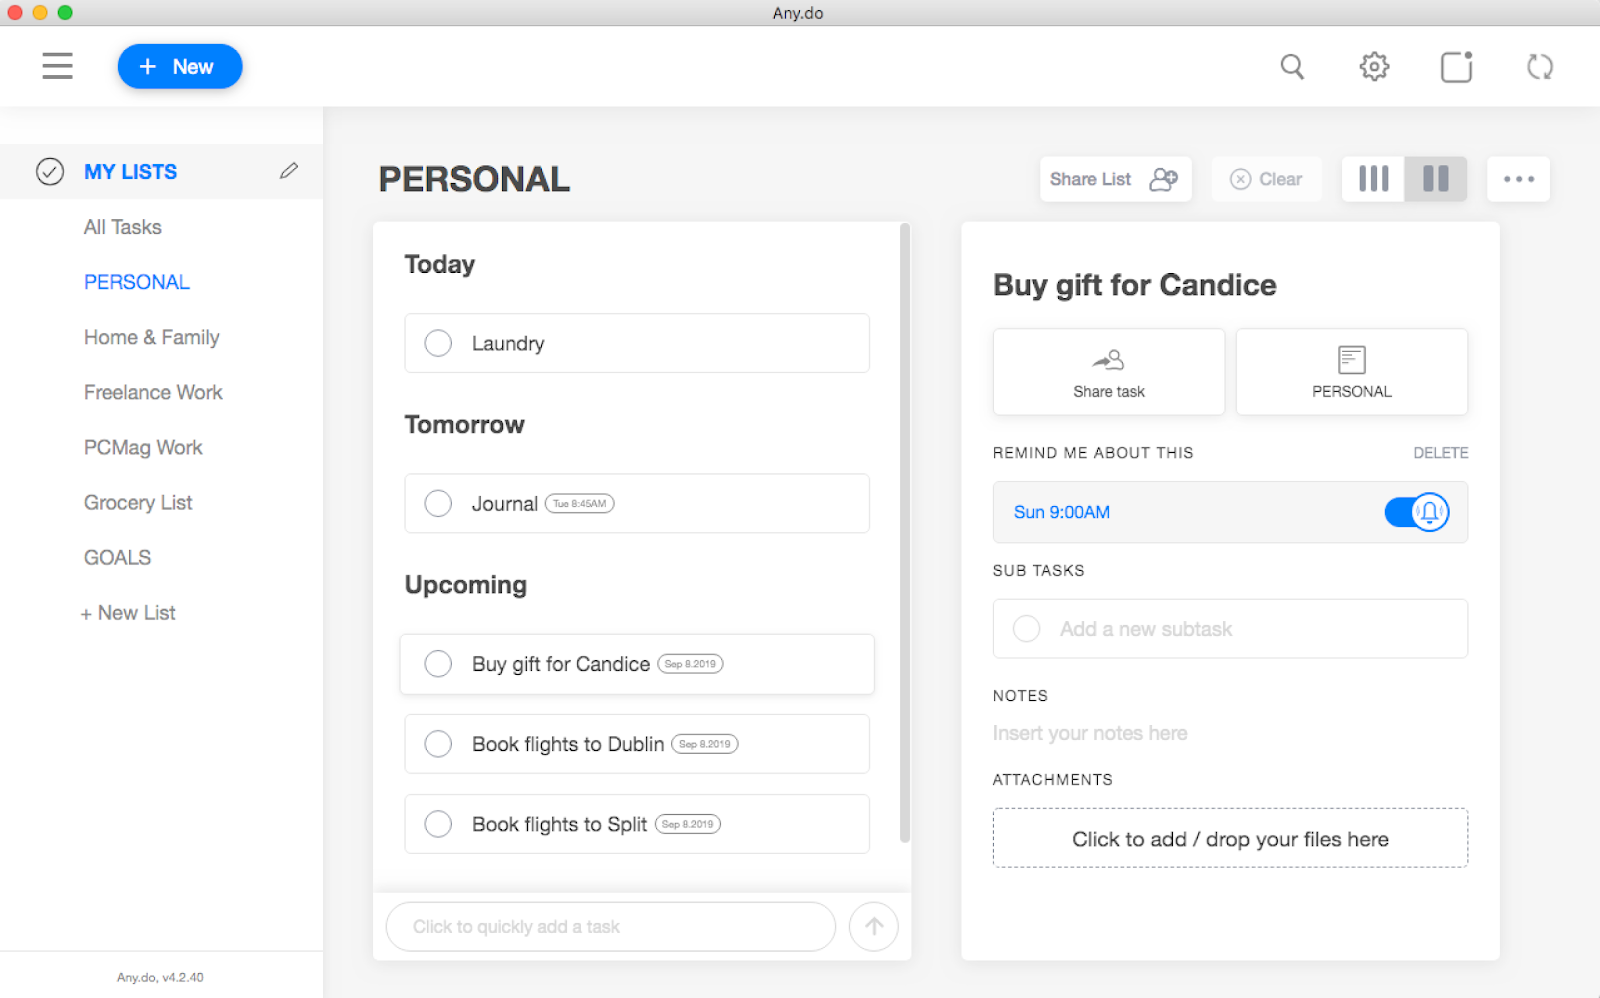 Any.do
+ New
MY LISTS
All Tasks
PERSONAL
Home & Family
Freelance Work
PCMag Work
Grocery List
GOALS
+ New List
Any.do, v4.2.40
PERSONAL
Share List
Clear
Today
Laundry
Tomorrow
Journal Tue 8:45AM
Upcoming
Buy gift for Candice Sep 8.2019
Book flights to Dublin Sep 8.2019
Book flights to Split Sep 8.2019
Click to quickly add a task
Buy gift for Candice
Share task
PERSONAL
REMIND ME ABOUT THIS DELETE
Sun 9:00AM
SUB TASKS
Add a new subtask
NOTES
Insert your notes here
ATTACHMENTS
Click to add / drop your files here